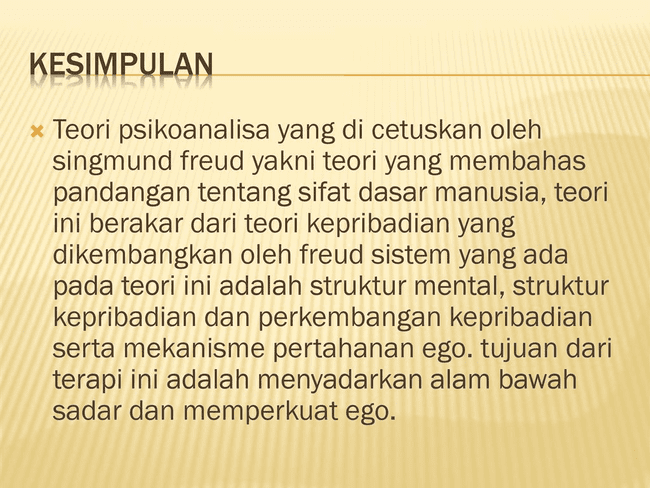 KESIMPULAN
Teori psikoanalisa yang di cetuskan oleh
singmund freud yakni teori yang membahas
pandangan tentang sifat dasar manusia, teori
ini berakar dari teori kepribadian yang
dikembangkan oleh freud sistem yang ada
pada teori ini adalah struktur mental, struktur
kepribadian dan perkembangan kepribadian
serta mekanisme pertahanan ego. tujuan dari
terapi ini adalah menyadarkan alam bawah
sadar dan memperkuat ego.